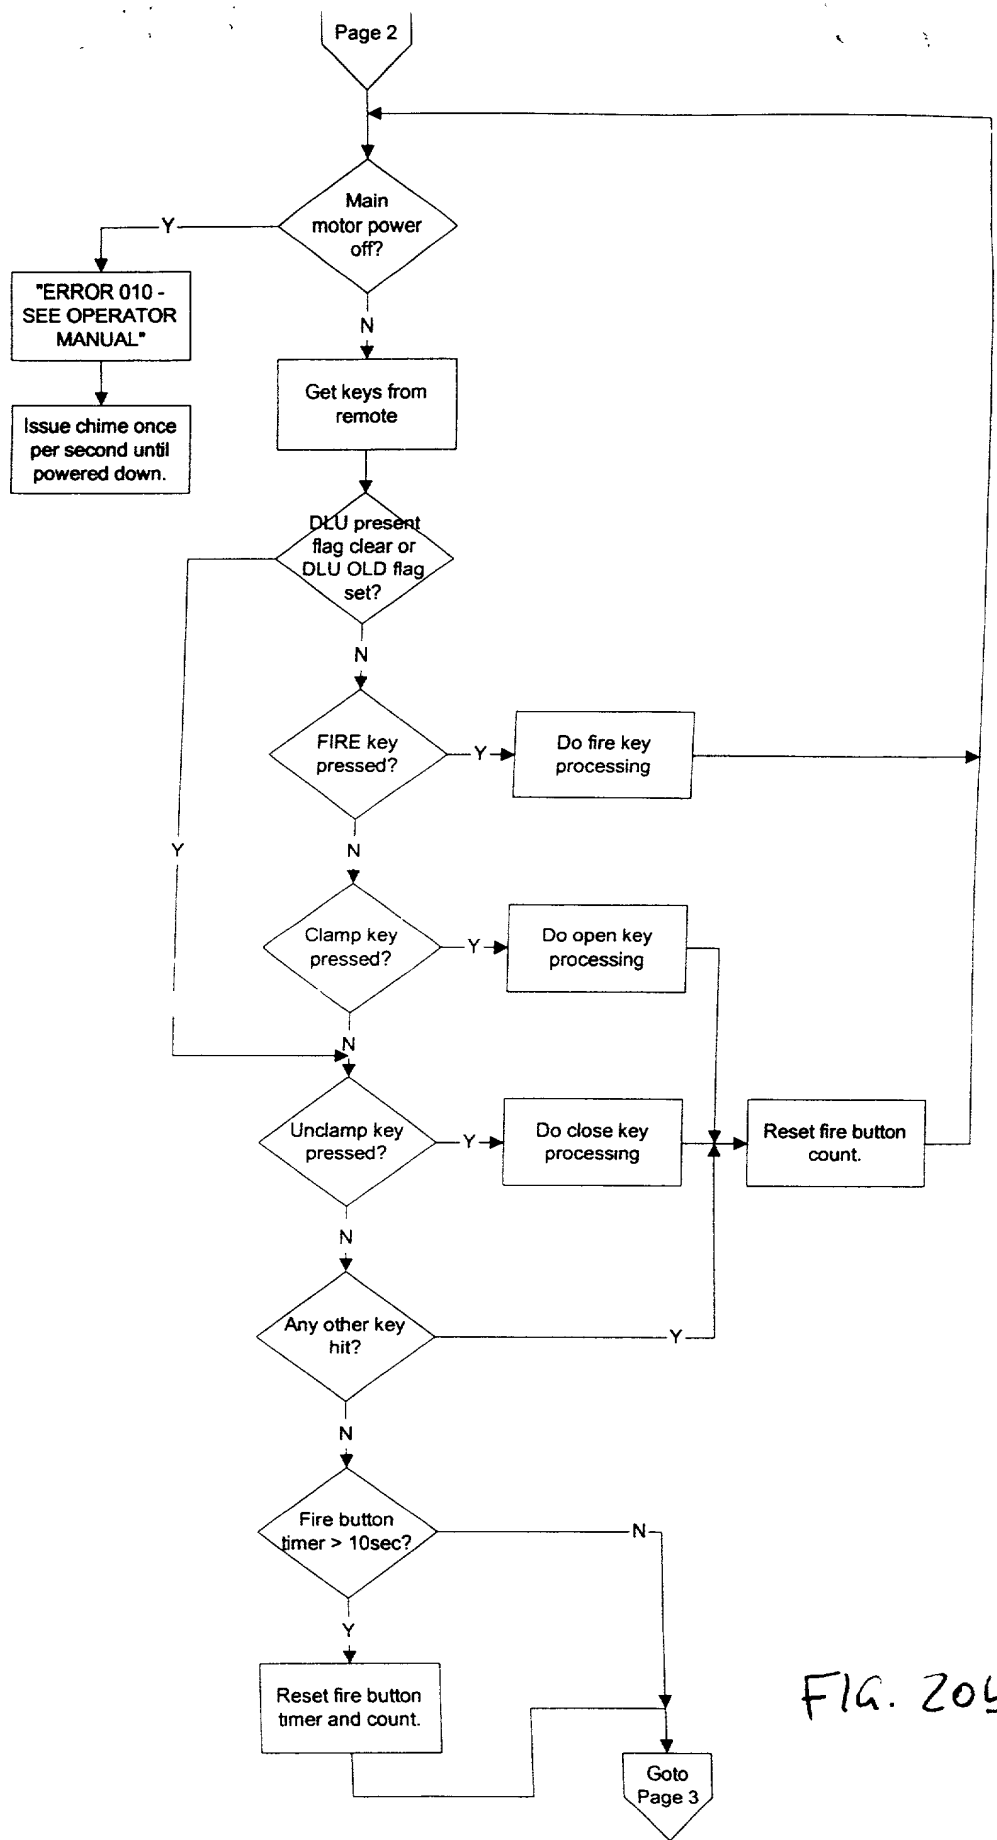 Page 2
Main
motor power
off?
Y
"ERROR 010 -
SEE OPERATOR
MANUAL"
N
Issue chime once
per second until
powered down.
Get keys from
remote
DLU present
flag clear or
DLU OLD flag
set?
N
Y
FIRE key
pressed?
Y
Do fire key
processing
N
Clamp key
pressed?
Y
Do open key
processing
N
Unclamp key
pressed?
Y
Do close key
processing
Reset fire button
count.
N
Any other key
hit?
Y
N
Fire button
timer > 10sec?
N
Y
Reset fire button
timer and count.
Goto
Page 3
FIG. 20b